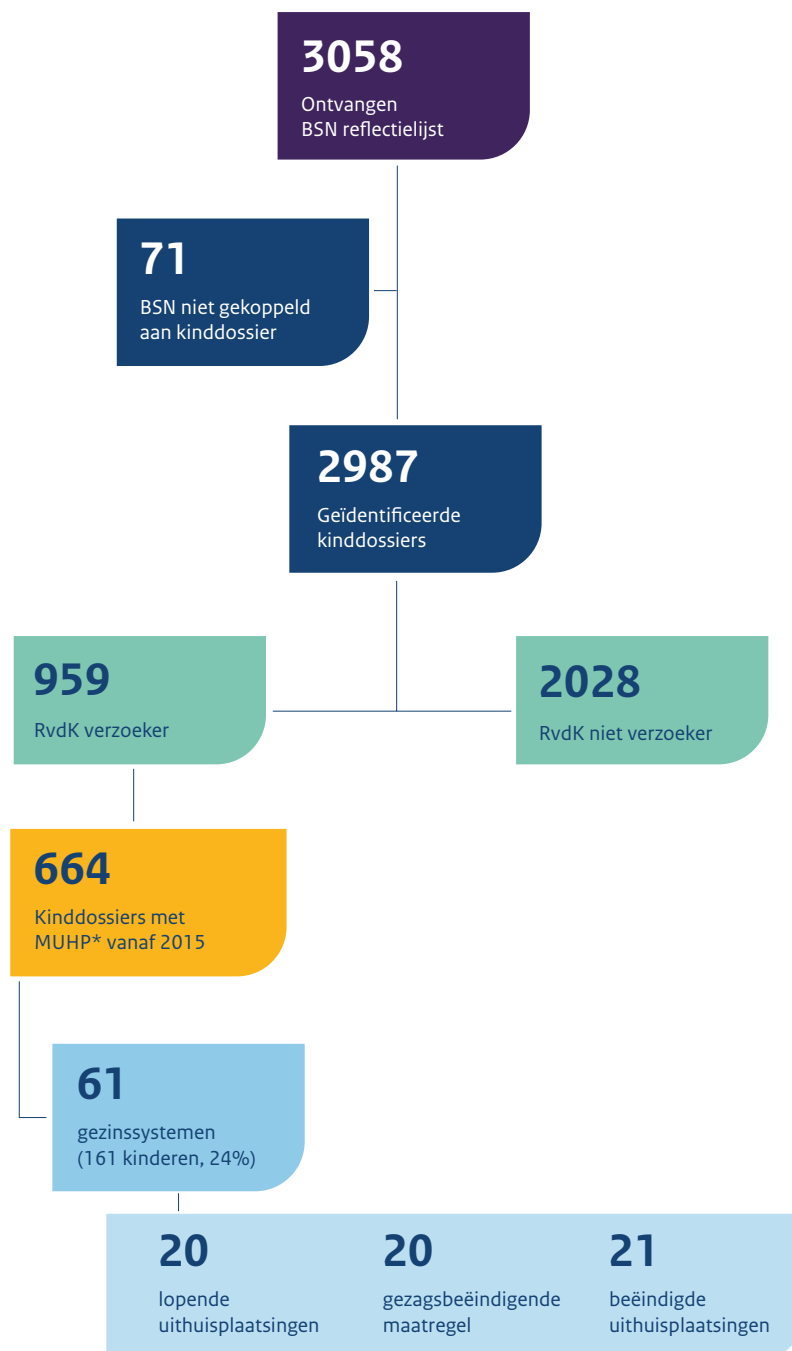 3058
Ontvangen
BSN reflectielijst
71
BSN niet gekoppeld
aan kinddossier
2987
Geïdentificeerde
kinddossiers
959
RvdK verzoeker
2028
RvdK niet verzoeker
664
Kinddossiers met
MUHP* vanaf 2015
61
gezinssystemen
(161 kinderen, 24%)
20
lopende
uithuisplaatsingen
20
gezagsbeëindigende
maatregel
21
beëindigde
uithuisplaatsingen